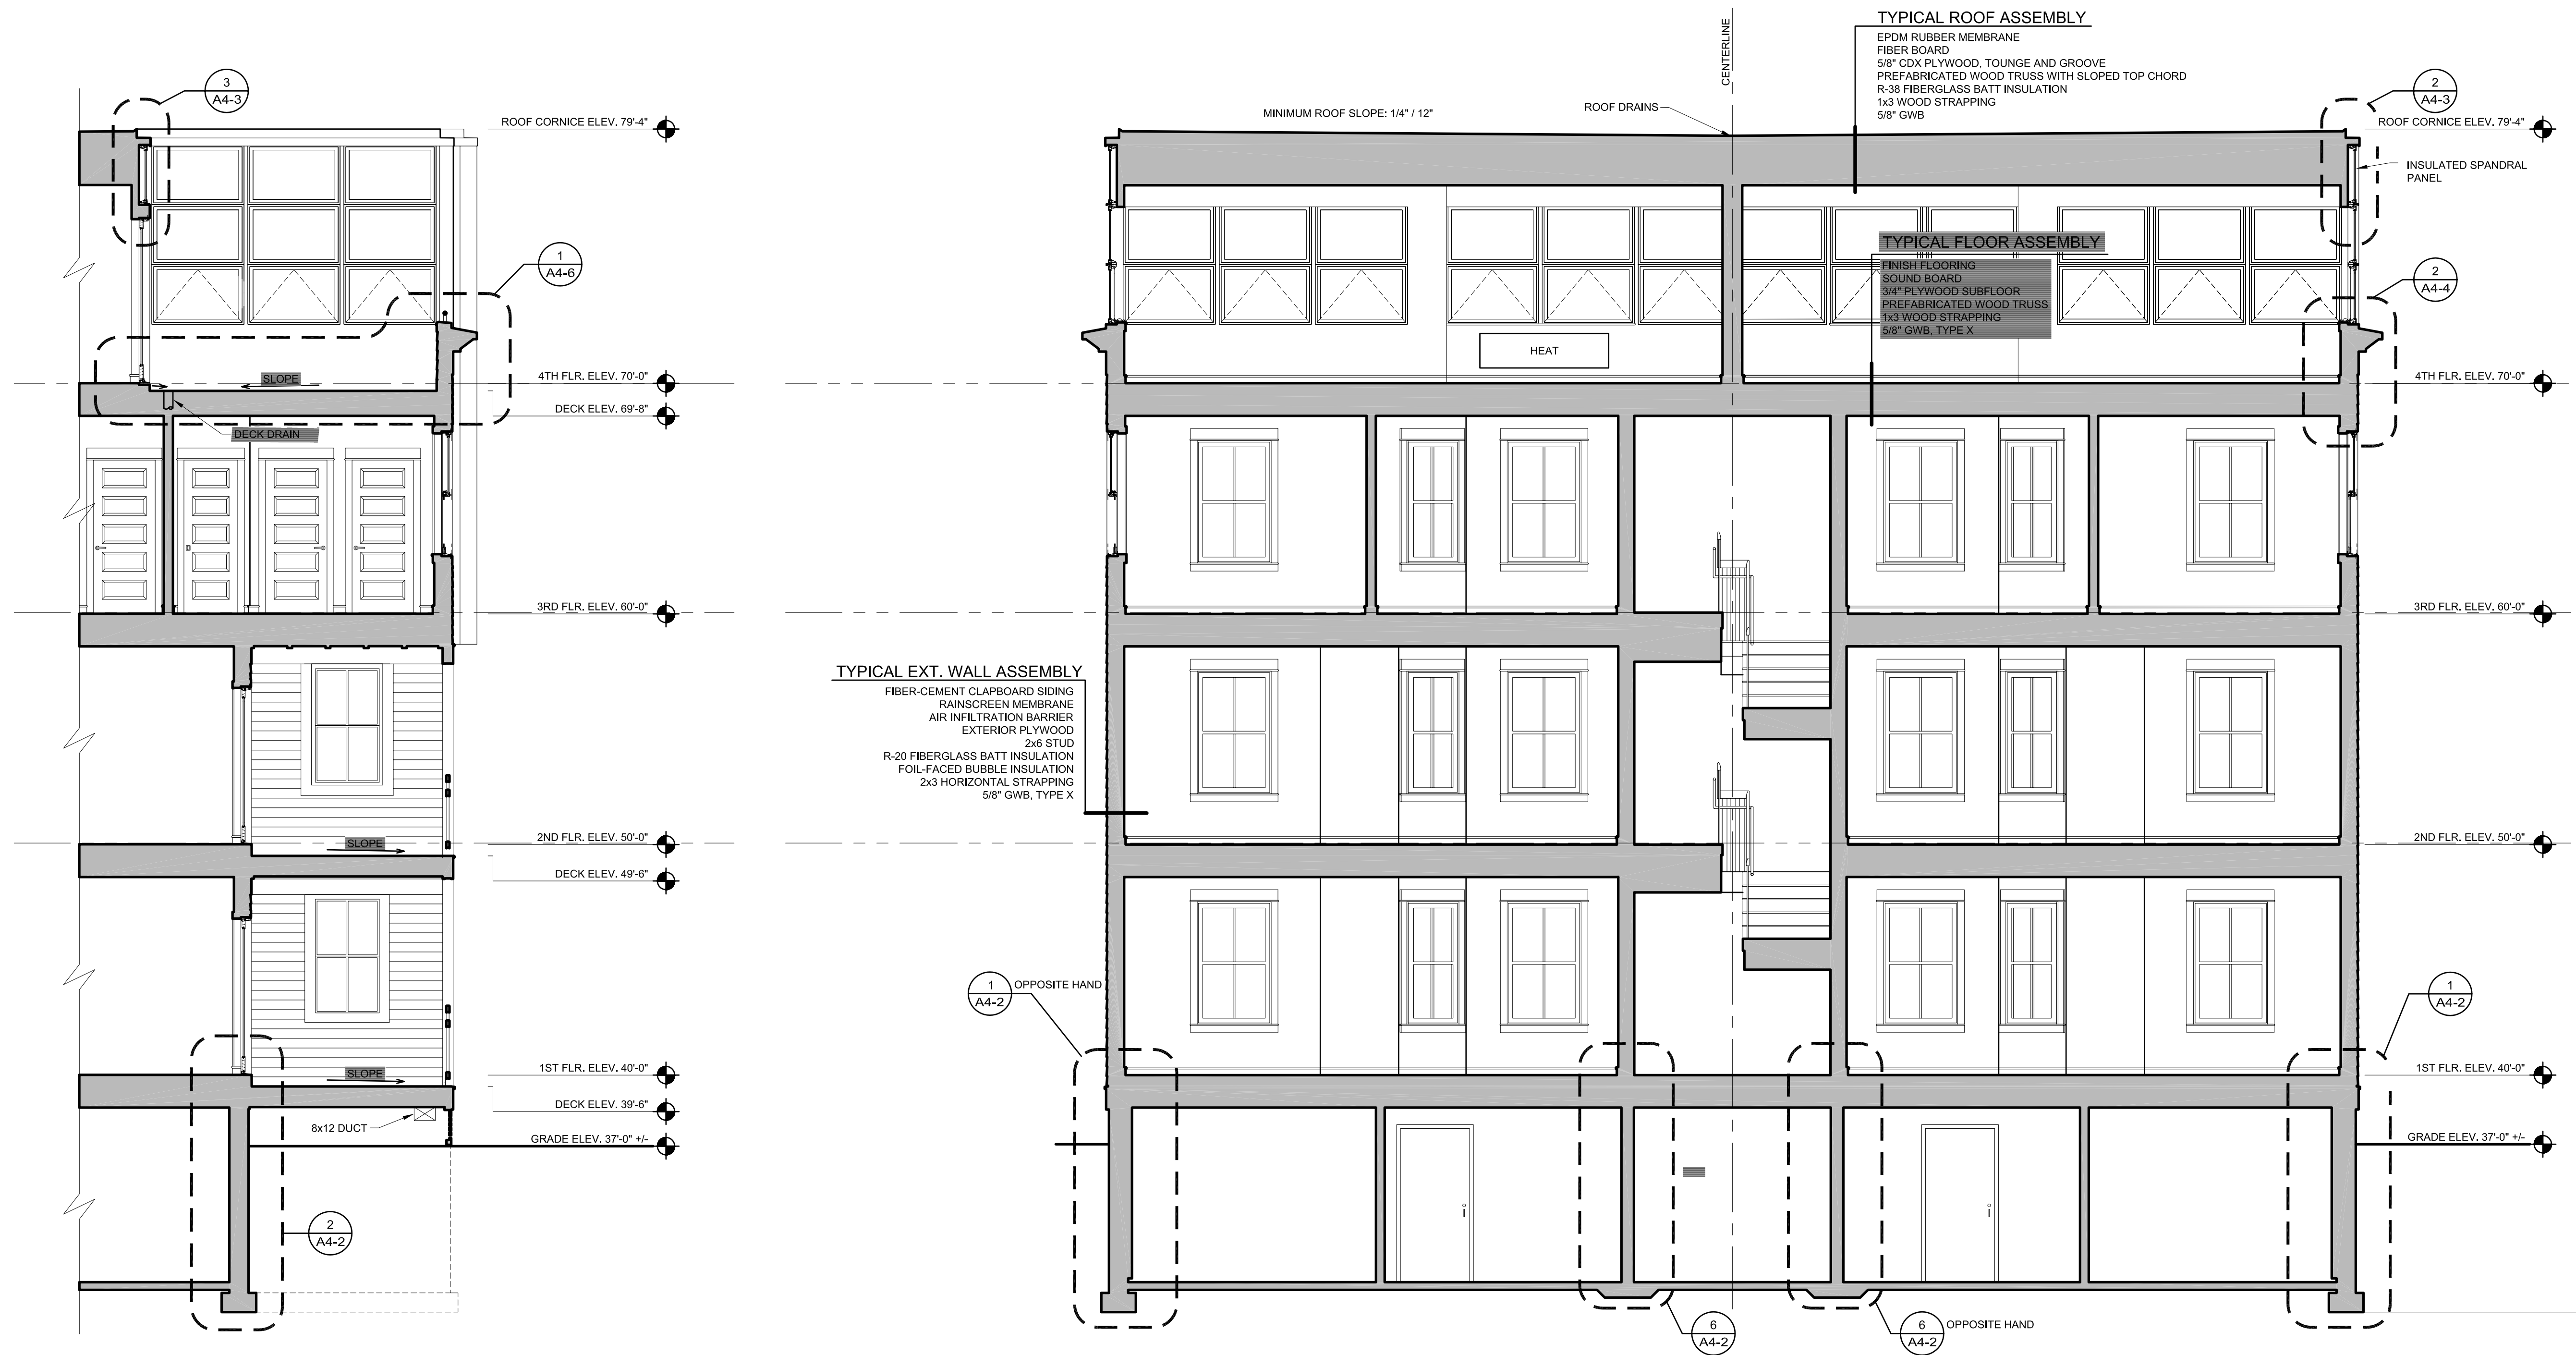 3
A4-3
ROOF CORNICE ELEV. 79'-4"
1
A4-6
SLOPE
4TH FLR. ELEV. 70'-0"
DECK ELEV. 69'-8"
DECK DRAIN
3RD FLR. ELEV. 60'-0"
2ND FLR. ELEV. 50'-0"
SLOPE
DECK ELEV. 49'-6"
1ST FLR. ELEV. 40'-0"
SLOPE
DECK ELEV. 39'-6"
8x12 DUCT
GRADE ELEV. 37'-0" +/-
2
A4-2
CENTERLINE
TYPICAL ROOF ASSEMBLY
EPDM RUBBER MEMBRANE
FIBER BOARD
5/8" CDX PLYWOOD, TOUNGE AND GROOVE
PREFABRICATED WOOD TRUSS WITH SLOPED TOP CHORD
R-38 FIBERGLASS BATT INSULATION
1x3 WOOD STRAPPING
5/8" GWB
MINIMUM ROOF SLOPE: 1/4" / 12"
ROOF DRAINS
2
A4-3
ROOF CORNICE ELEV. 79'-4"
INSULATED SPANDRAL
PANEL
TYPICAL FLOOR ASSEMBLY
FINISH FLOORING
SOUND BOARD
3/4" PLYWOOD SUBFLOOR
PREFABRICATED WOOD TRUSS
1x3 WOOD STRAPPING
5/8" GWB, TYPE X
2
A4-4
HEAT
4TH FLR. ELEV. 70'-0"
3RD FLR. ELEV. 60'-0"
TYPICAL EXT. WALL ASSEMBLY
FIBER-CEMENT CLAPBOARD SIDING
RAINSCREEN MEMBRANE
AIR INFILTRATION BARRIER
EXTERIOR PLYWOOD
2x6 STUD
R-20 FIBERGLASS BATT INSULATION
FOIL-FACED BUBBLE INSULATION
2x3 HORIZONTAL STRAPPING
5/8" GWB, TYPE X
2ND FLR. ELEV. 50'-0"
1
A4-2
OPPOSITE HAND
1
A4-2
1ST FLR. ELEV. 40'-0"
GRADE ELEV. 37'-0" +/-
6
A4-2
6
A4-2
OPPOSITE HAND